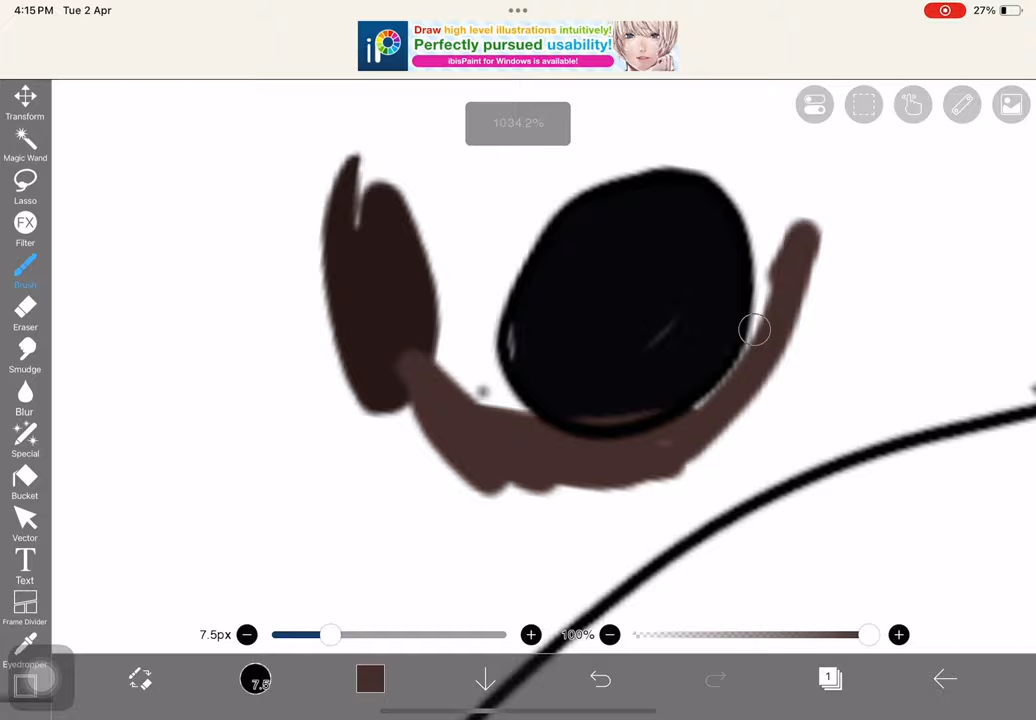 4:15 PM Tue 2 Apr
27%
iP
Draw high level illustrations intuitively!
Perfectly pursued usability!
ibisPaint for Windows is available!
1034.2%
Transform
Magic Wand
Lasso
FX
Filter
Brush
Eraser
Smudge
Blur
Special
Bucket
Vector
T
Text
Frame Divider
Eyedropper
7.5px
100%
7.5
1